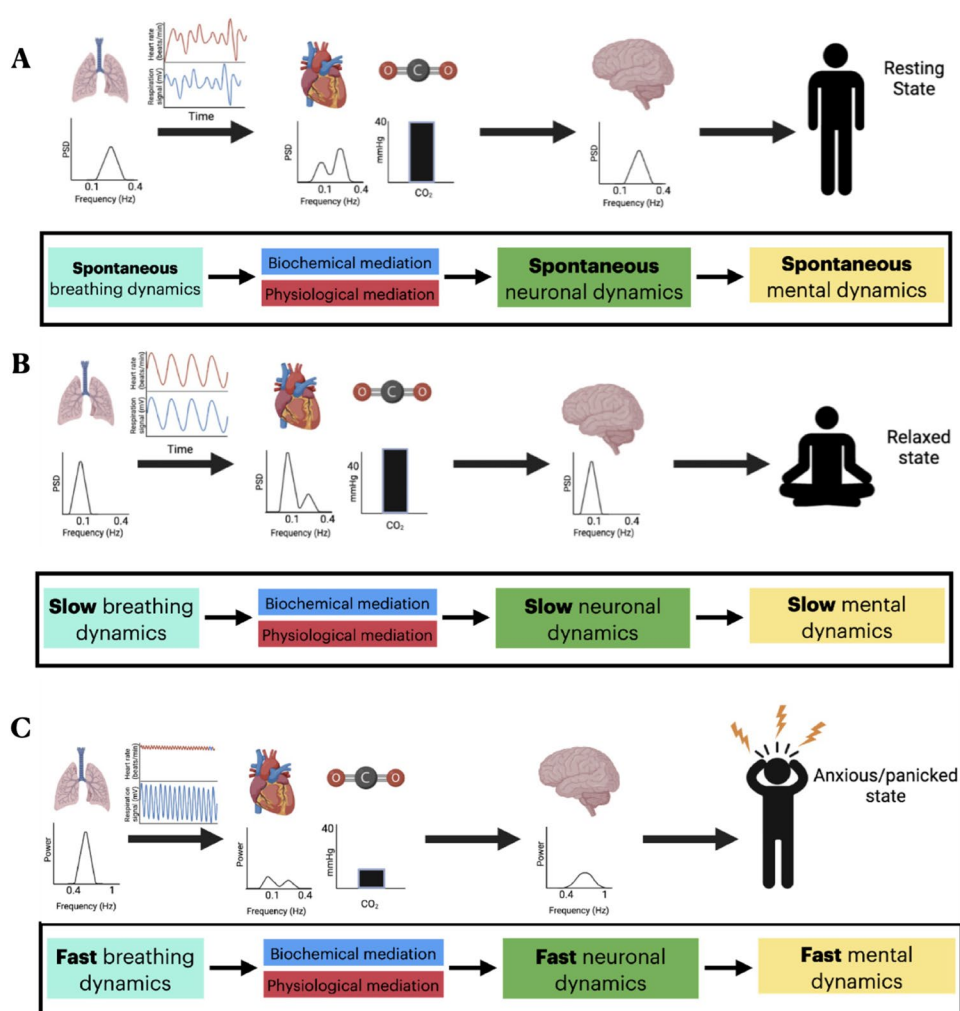 A
Heart rate
(beats/min)
Respiration
signal (mV)
Time
O C O
Resting
State
PSD
0.1 0.4
Frequency (Hz)
PSD
0.1 0.4
Frequency (Hz)
40
mmHg
CO₂
PSD
0.1 0.4
Frequency (Hz)
Spontaneous
breathing dynamics
Biochemical mediation
Physiological mediation
Spontaneous
neuronal dynamics
Spontaneous
mental dynamics
B
Heart rate
(beats/min)
Respiration
signal (mV)
Time
O C O
Relaxed
state
PSD
0.1 0.4
Frequency (Hz)
PSD
0.1 0.4
Frequency (Hz)
40
mmHg
CO₂
PSD
0.1 0.4
Frequency (Hz)
Slow breathing
dynamics
Biochemical mediation
Physiological mediation
Slow neuronal
dynamics
Slow mental
dynamics
C
Heart rate
(beats/min)
Respiration
signal (mV)
O C O
Anxious/panicked
state
Power
0.4 1
Frequency (Hz)
Power
0.1 0.4
Frequency (Hz)
40
mmHg
CO₂
Power
0.4 1
Frequency (Hz)
Fast breathing
dynamics
Biochemical mediation
Physiological mediation
Fast neuronal
dynamics
Fast mental
dynamics